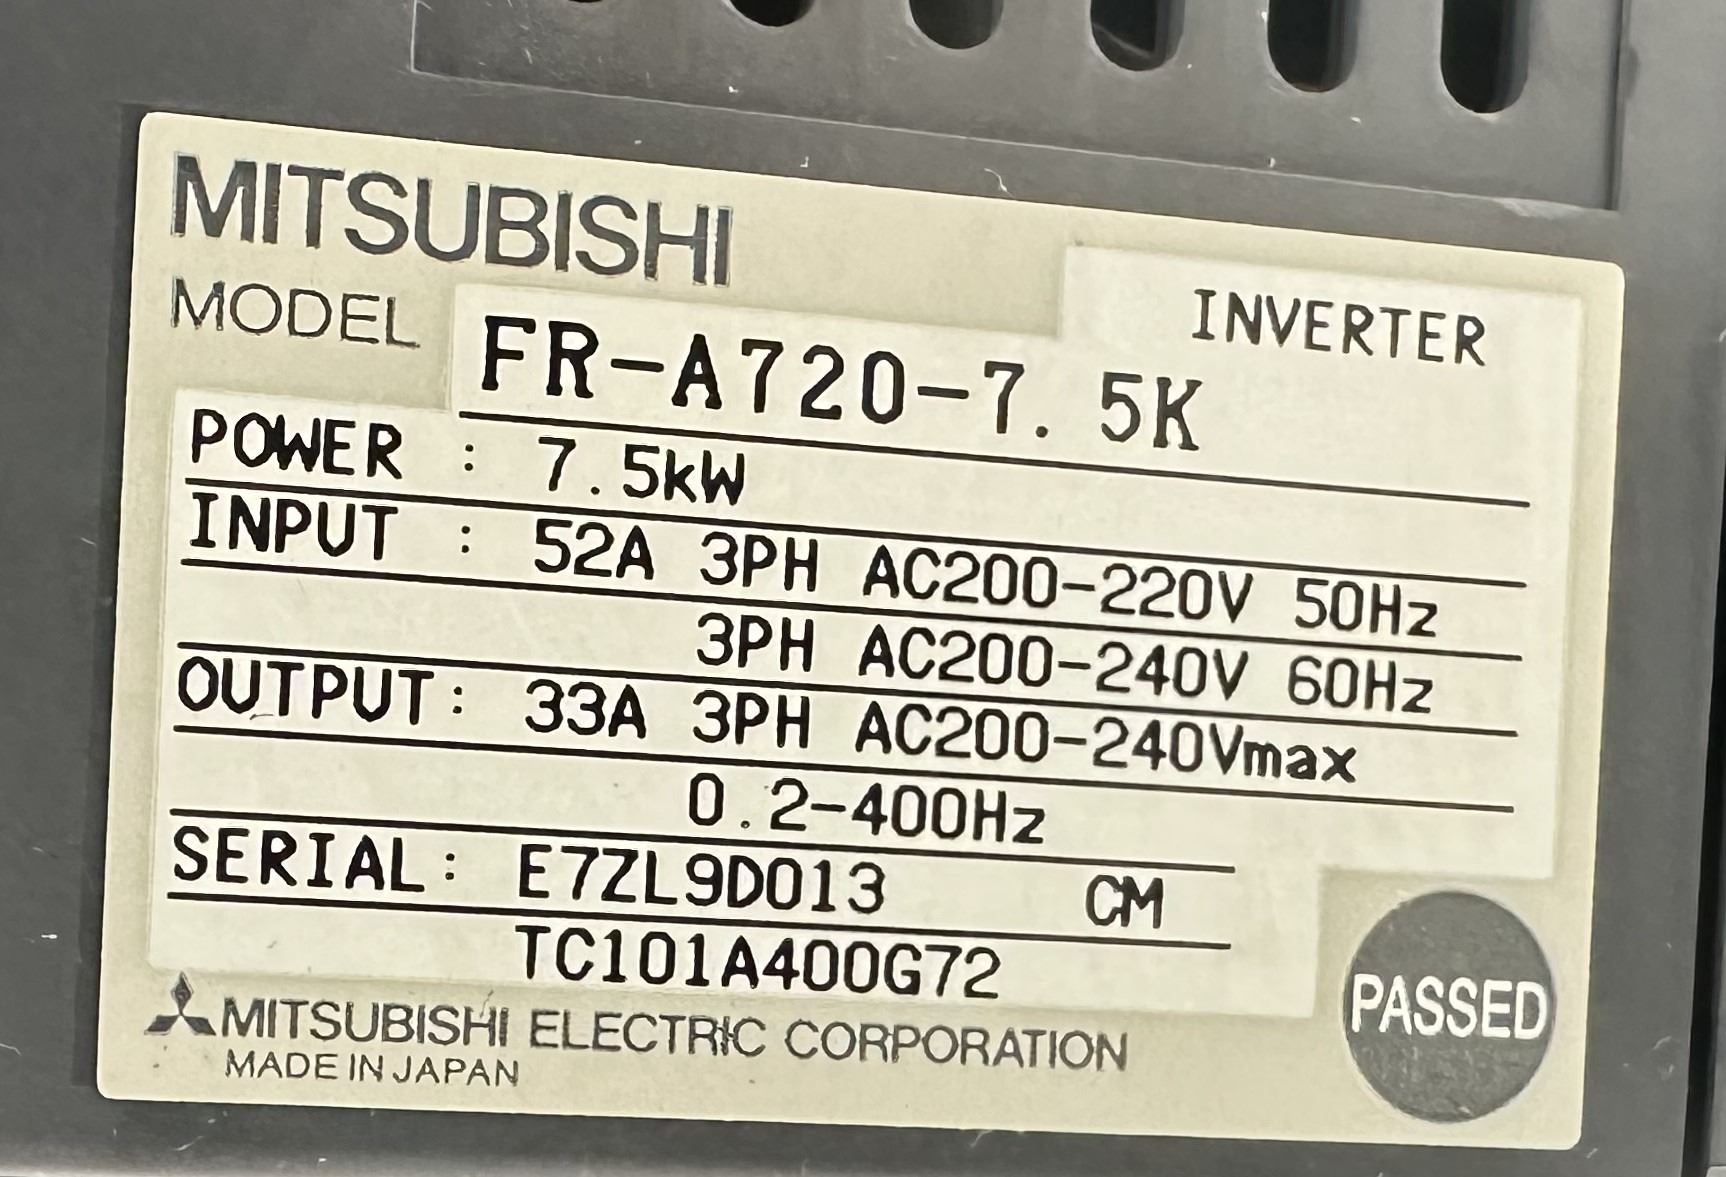 MITSUBISHI
INVERTER
MODEL FR-A720-7.5K
POWER : 7.5kW
INPUT : 52A 3PH AC200-220V 50Hz
3PH AC200-240V 60Hz
OUTPUT: 33A 3PH AC200-240Vmax
0.2-400Hz
SERIAL: E7ZL9D013 CM
TC101A400G72
PASSED
MITSUBISHI ELECTRIC CORPORATION
MADE IN JAPAN